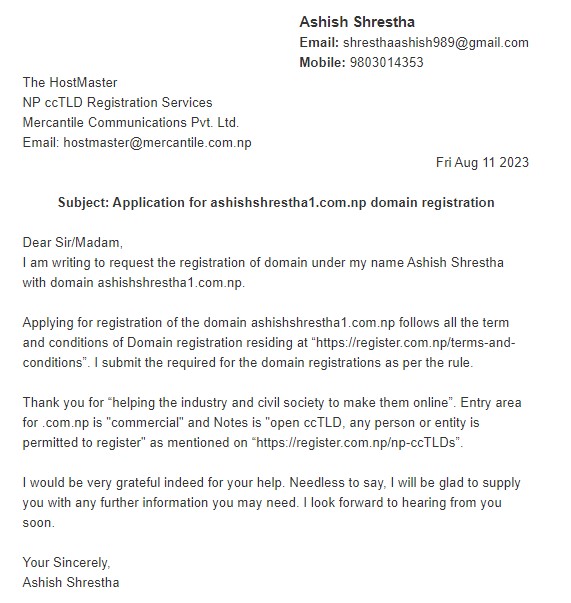 Ashish Shrestha
Email: shresthaashish989@gmail.com
Mobile: 9803014353
The HostMaster
NP ccTLD Registration Services
Mercantile Communications Pvt. Ltd.
Email: hostmaster@mercantile.com.np
Fri Aug 11 2023
Subject: Application for ashishshrestha1.com.np domain registration
Dear Sir/Madam,
I am writing to request the registration of domain under my name Ashish Shrestha
with domain ashishshrestha1.com.np.
Applying for registration of the domain ashishshrestha1.com.np follows all the term
and conditions of Domain registration residing at “https://register.com.np/terms-and-
conditions”. I submit the required for the domain registrations as per the rule.
Thank you for “helping the industry and civil society to make them online”. Entry area
for .com.np is "commercial" and Notes is "open ccTLD, any person or entity is
permitted to register" as mentioned on “https://register.com.np/np-ccTLDs”.
I would be very grateful indeed for your help. Needless to say, I will be glad to supply
you with any further information you may need. I look forward to hearing from you
soon.
Your Sincerely,
Ashish Shrestha